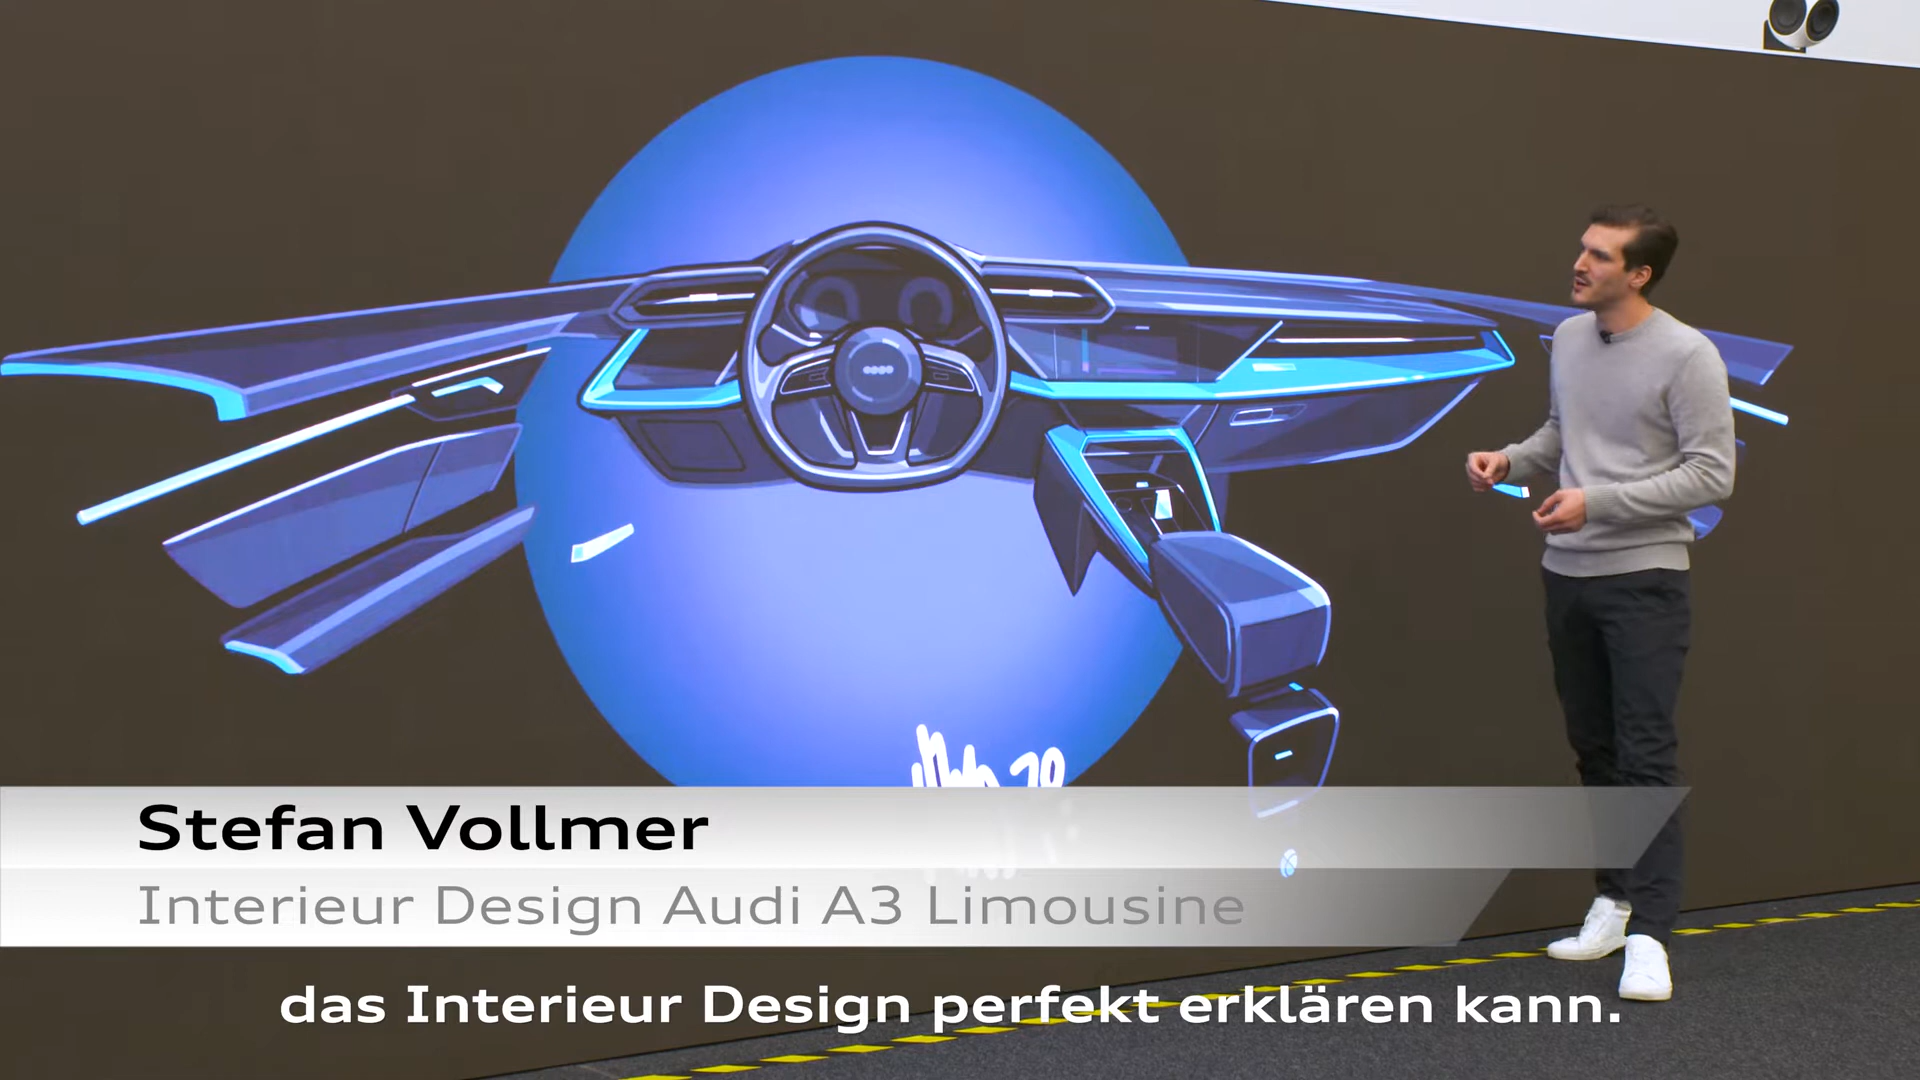 Stefan Vollmer
Interieur Design Audi A3 Limousine
das Interieur Design perfekt erklären kann.